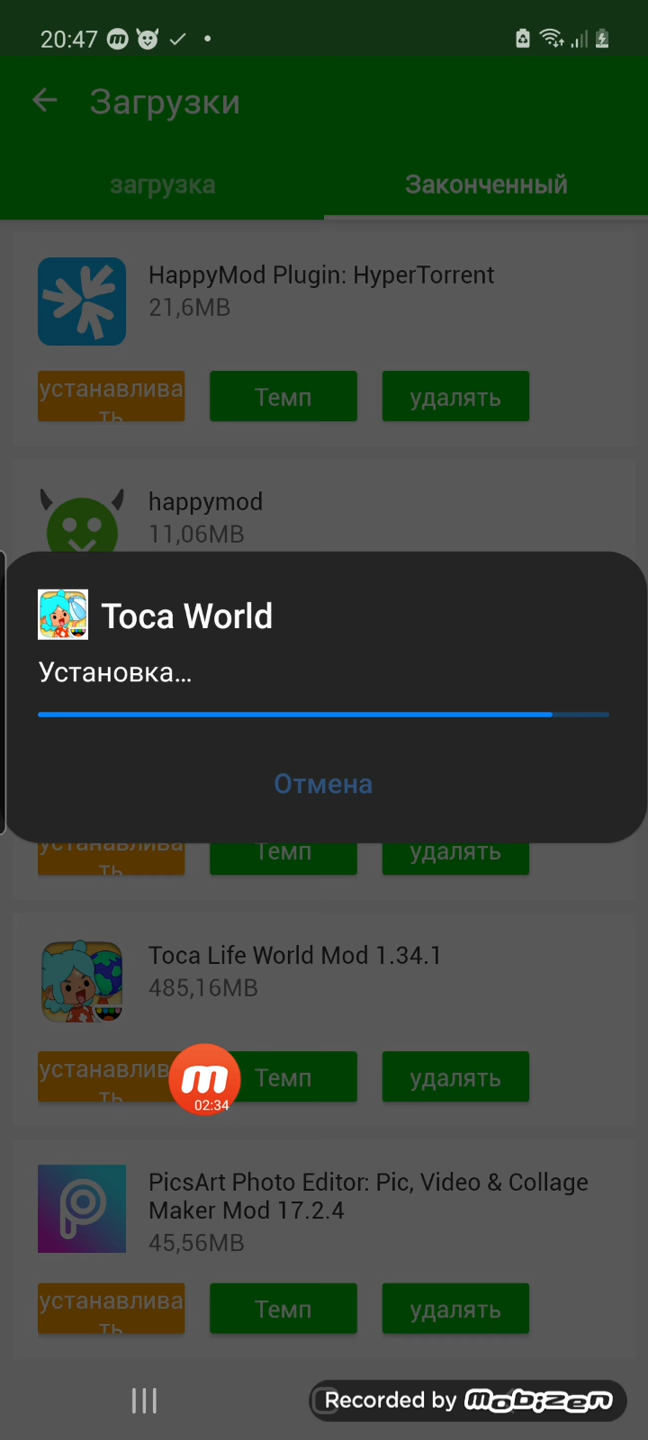 20:47
Загрузки
загрузка
Законченный
HappyMod Plugin: HyperTorrent
21,6MB
устанавлива
ть
Темп
удалять
happymod
11,06MB
Toca World
Установка...
Отмена
устанавлива
ть
Темп
удалять
Toca Life World Mod 1.34.1
485,16MB
устанавлив
ть
Темп
удалять
02:34
PicsArt Photo Editor: Pic, Video & Collage
Maker Mod 17.2.4
45,56MB
устанавлива
ть
Темп
удалять
Recorded by mobizen